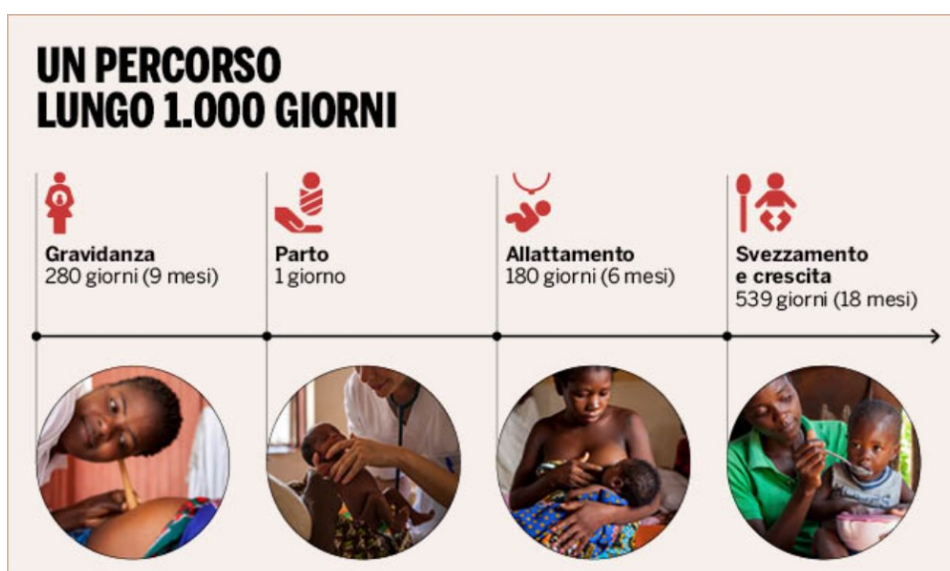 UN PERCORSO
LUNGO 1.000 GIORNI
Gravidanza
280 giorni (9 mesi)
Parto
1 giorno
Allattamento
180 giorni (6 mesi)
Svezzamento
e crescita
539 giorni (18 mesi)